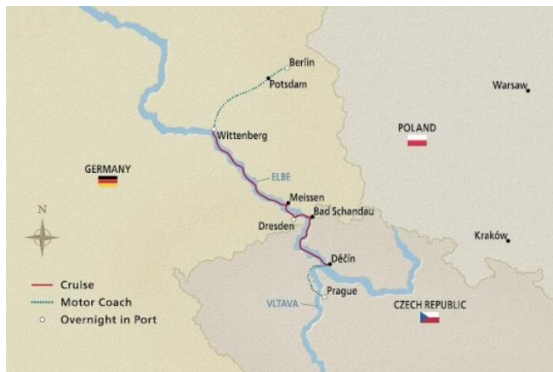 Berlin
Potsdam
Warsaw
Wittenberg
POLAND
GERMANY
ELBE
Meissen
Bad Schandau
Dresden
N
Kraków
Děčín
Cruise
Prague
Motor Coach
VLTAVA
CZECH REPUBLIC
Overnight in Port